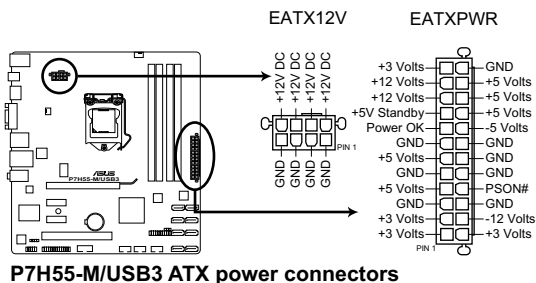 EATX12V
EATXPWR
+12V DC
+12V DC
+12V DC
+12V DC
GND
GND
GND
GND
PIN 1
+3 Volts GND
+12 Volts +5 Volts
+12 Volts +5 Volts
+5V Standby +5 Volts
Power OK -5 Volts
GND GND
+5 Volts GND
GND GND
+5 Volts PSON#
GND GND
+3 Volts -12 Volts
+3 Volts +3 Volts
PIN 1
ASUS
P7H55-M/USB3
P7H55-M/USB3 ATX power connectors